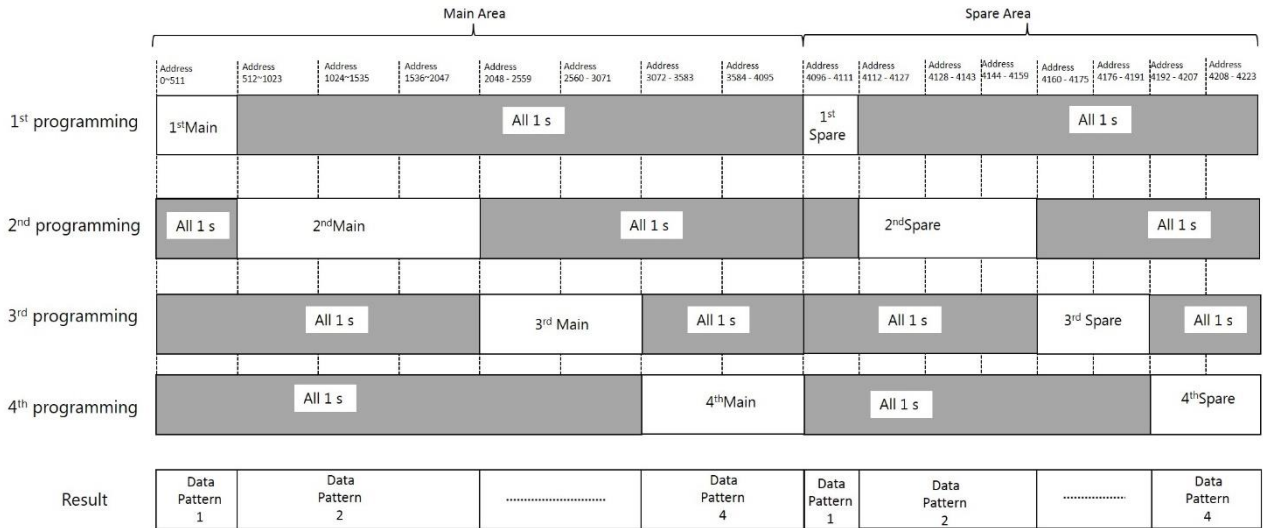 Main Area
Spare Area
Address
0~511
Address
512~1023
Address
1024~1535
Address
1536~2047
Address
2048 - 2559
Address
2560 - 3071
Address
3072 - 3583
Address
3584 - 4095
Address
4096 - 4111
Address
4112 - 4127
Address
4128 - 4143
Address
4144 - 4159
Address
4160 - 4175
Address
4176 - 4191
Address
4192 - 4207
Address
4208 - 4223
1st programming
1stMain
All 1 s
1st
Spare
All 1 s
2nd programming
All 1 s
2ndMain
All 1 s
2ndSpare
All 1 s
3rd programming
All 1 s
3rd Main
All 1 s
All 1 s
3rd Spare
All 1 s
4th programming
All 1 s
4thMain
All 1 s
4thSpare
Result
Data
Pattern
1
Data
Pattern
2
........................
Data
Pattern
4
Data
Pattern
1
Data
Pattern
2
................
Data
Pattern
4